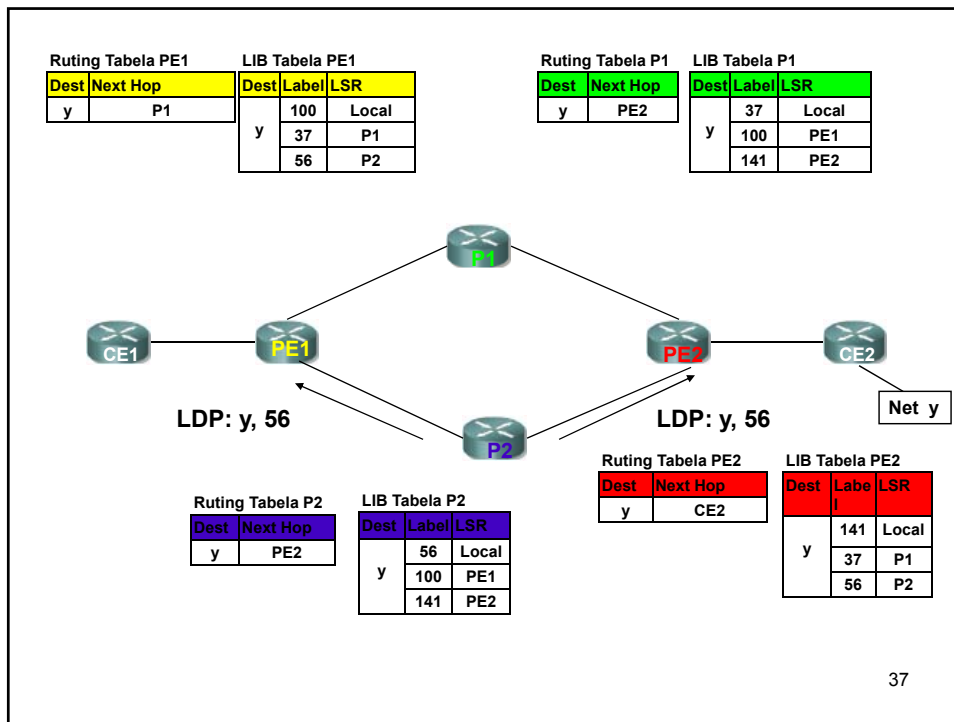 Ruting Tabela PE1
Dest Next Hop
y P1
LIB Tabela PE1
Dest Label LSR
y
100 Local
37 P1
56 P2
Ruting Tabela P1
Dest Next Hop
y PE2
LIB Tabela P1
Dest Label LSR
y
37 Local
100 PE1
141 PE2
P1
CE1
PE1
PE2
CE2
Net y
LDP: y, 56
LDP: y, 56
P2
Ruting Tabela P2
Dest Next Hop
y PE2
LIB Tabela P2
Dest Label LSR
y
56 Local
100 PE1
141 PE2
Ruting Tabela PE2
Dest Next Hop
y CE2
LIB Tabela PE2
Dest Labe LSR
l
y
141 Local
37 P1
56 P2
37